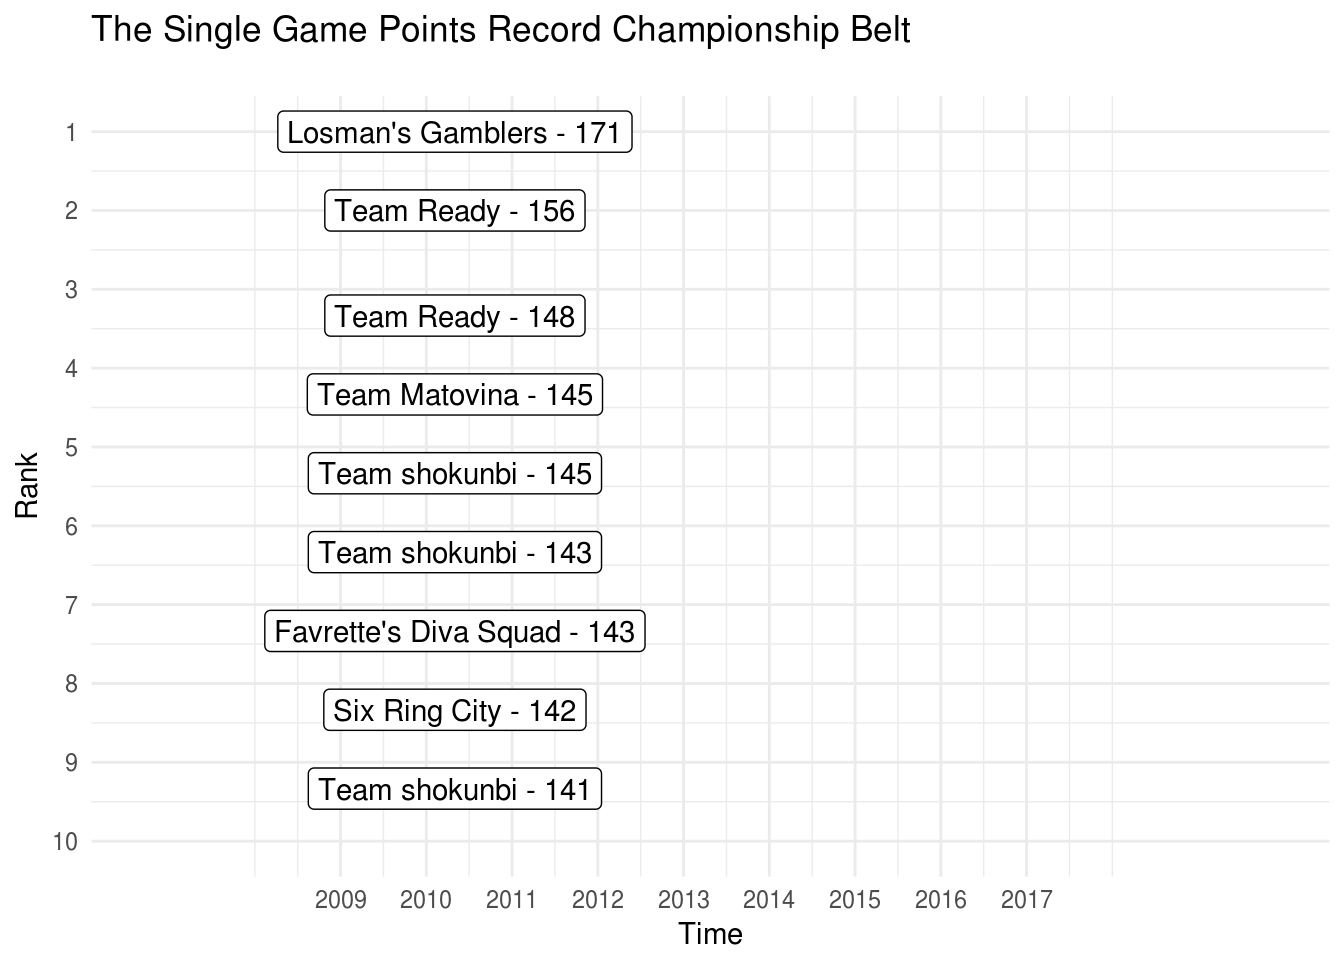 The Single Game Points Record Championship Belt
1
Losman's Gamblers - 171
2
Team Ready - 156
3
Team Ready - 148
4
Team Matovina - 145
5
Team shokunbi - 145
Rank
6
Team shokunbi - 143
7
Favrette's Diva Squad - 143
8
Six Ring City - 142
9
Team shokunbi - 141
10
2009 2010 2011 2012 2013 2014 2015 2016 2017
Time